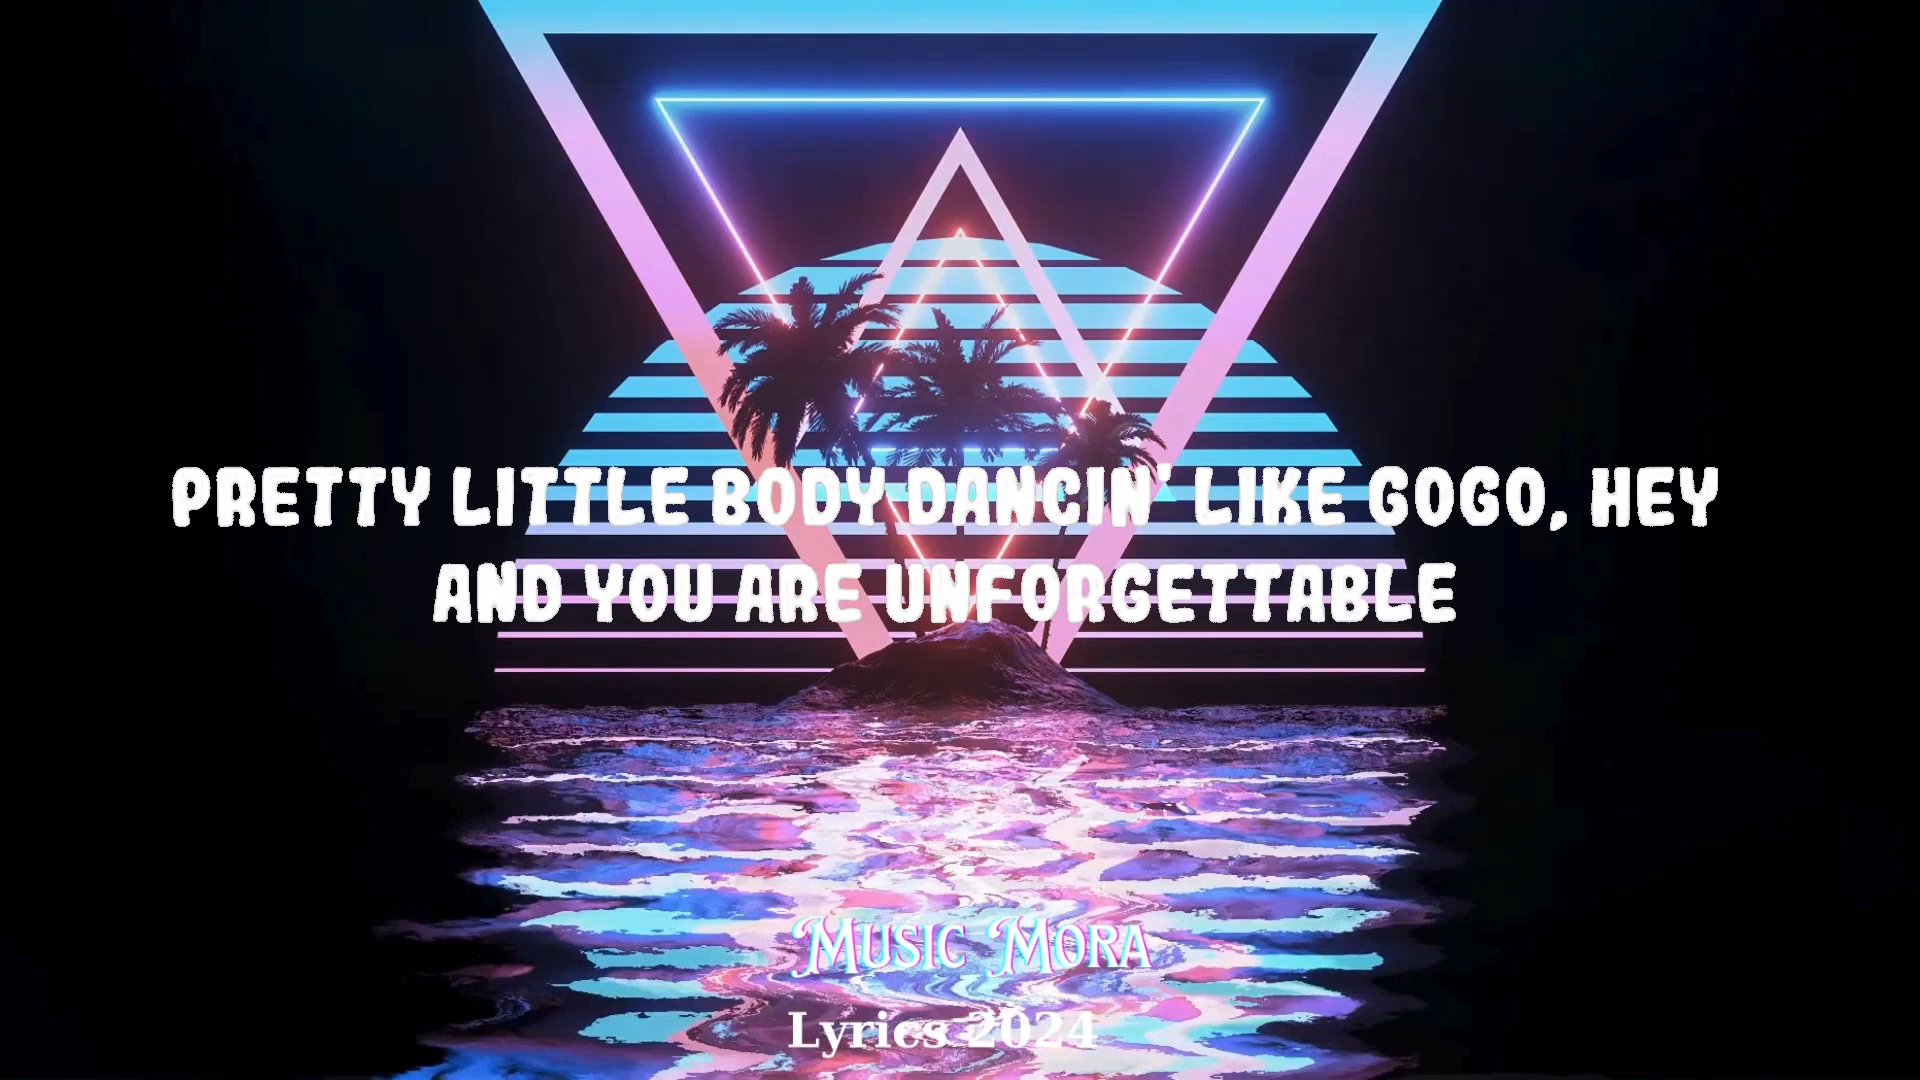 PRETTY LITTLE BODY DANCIN' LIKE GOGO, HEY
AND YOU ARE UNFORGETTABLE
MUSIC MORA
Lyrics 2024